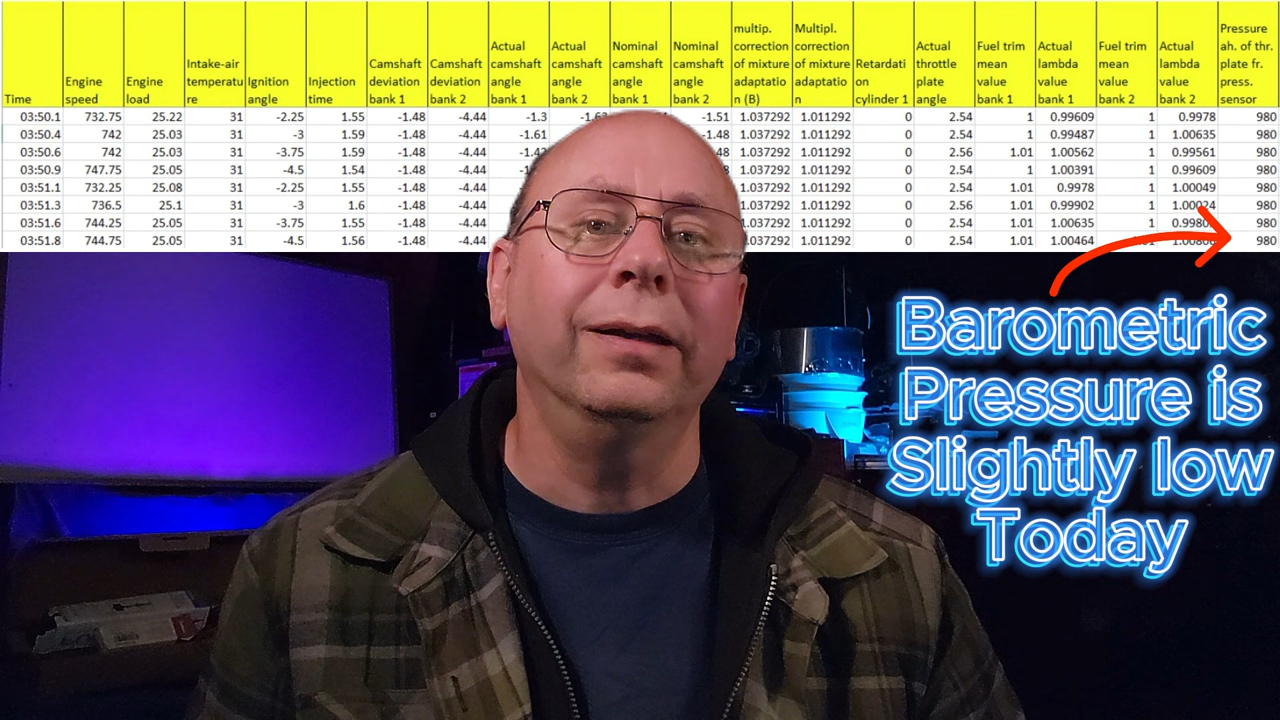 Time
Engine
speed
Engine
load
Intake-air
temperatu
re
Ignition
angle
Injection
time
Camshaft
deviation
bank 1
Camshaft
deviation
bank 2
Actual
camshaft
angle
bank 1
Actual
camshaft
angle
bank 2
Nominal
camshaft
angle
bank 1
Nominal
camshaft
angle
bank 2
multip.
correction
of mixture
adaptatio
n (B)
Multipl.
correction
of mixture
adaptatio
n
Retardati
on
cylinder 1
Actual
throttle
plate
angle
Fuel trim
mean
value
bank 1
Actual
lambda
value
bank 1
Fuel trim
mean
value
bank 2
Actual
lambda
value
bank 2
Pressure
ah. of thr.
plate fr.
press.
sensor
03:50.1 732.75 25.22 31 -2.25 1.55 -1.48 -4.44 -1.3 -1.51 1.037292 1.011292 0 2.54 1 0.99609 1 0.9978 980
03:50.4 742 25.03 31 -3 1.59 -1.48 -4.44 -1.61 -1.48 1.037292 1.011292 0 2.54 1 0.99487 1 1.00635 980
03:50.6 742 25.03 31 -3.75 1.59 -1.48 -4.44 1.037292 1.011292 0 2.56 1.01 1.00562 1 0.99561 980
03:50.9 747.75 25.05 31 -4.5 1.54 -1.48 -4.44 1.037292 1.011292 0 2.54 1 1.00391 1 0.99609 980
03:51.1 732.25 25.08 31 -2.25 1.55 -1.48 -4.44 1.011292 0 2.54 1.01 0.9978 1 1.00049 980
03:51.3 736.5 25.1 31 -3 1.6 -1.48 -4.44 1.011292 0 2.56 1.01 0.99902 1 1.00024 980
03:51.6 744.25 25.05 31 -3.75 1.55 -1.48 -4.44 1.011292 0 2.54 1.01 1.00635 1 980
03:51.8 744.75 25.05 31 -4.5 1.56 -1.48 -4.44 1.011292 0 2.54 1.01 1.00464 980
Barometric
Pressure is
Slightly low
Today